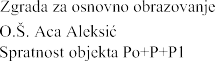 Zgrada za osnovno obrazovanje
O.Š. Aca Aleksić
Spratnost objekta Po+P+P1